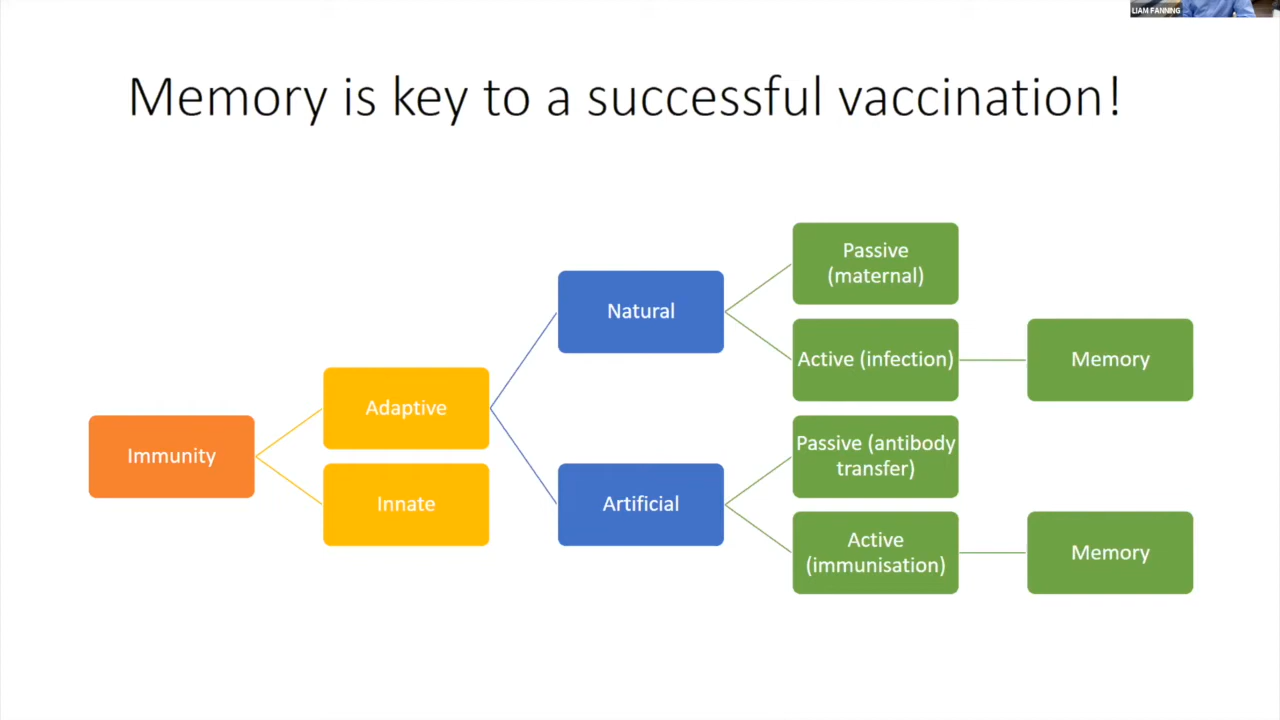 LIAM FANNING
Memory is key to a successful vaccination!
Immunity
Adaptive
Innate
Natural
Artificial
Passive
(maternal)
Active (infection)
Passive (antibody
transfer)
Active
(immunisation)
Memory
Memory